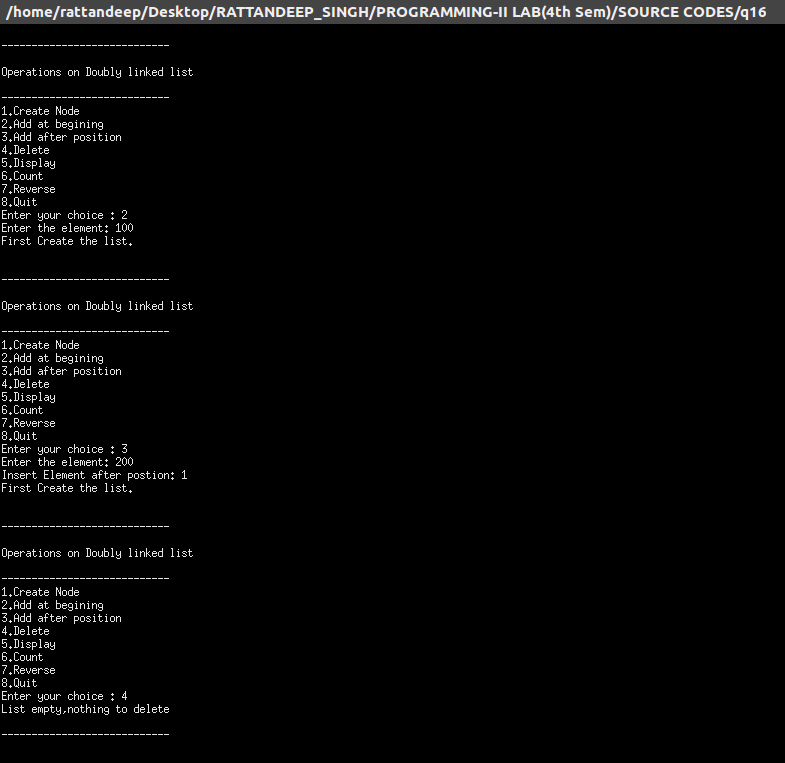 /home/rattandeep/Desktop/RATTANDEEP_SINGH/PROGRAMMING-II LAB(4th Sem)/SOURCE CODES/q16
----------------------------
Operations on Doubly linked list
----------------------------
1.Create Node
2.Add at begining
3.Add after position
4.Delete
5.Display
6.Count
7.Reverse
8.Quit
Enter your choice : 2
Enter the element: 100
First Create the list.
----------------------------
Operations on Doubly linked list
----------------------------
1.Create Node
2.Add at begining
3.Add after position
4.Delete
5.Display
6.Count
7.Reverse
8.Quit
Enter your choice : 3
Enter the element: 200
Insert Element after postion: 1
First Create the list.
----------------------------
Operations on Doubly linked list
----------------------------
1.Create Node
2.Add at begining
3.Add after position
4.Delete
5.Display
6.Count
7.Reverse
8.Quit
Enter your choice : 4
List empty,nothing to delete
----------------------------